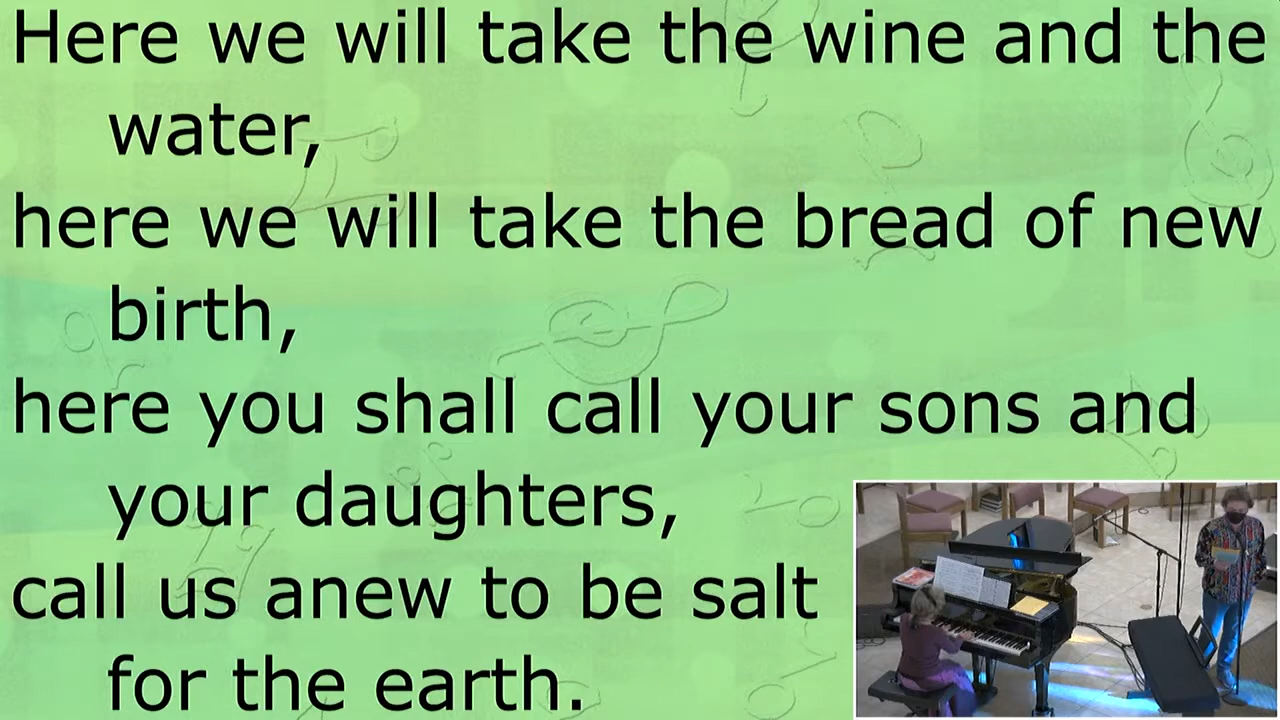 Here we will take the wine and the
water,
here we will take the bread of new
birth,
here you shall call your sons and
your daughters,
call us anew to be salt
for the earth.